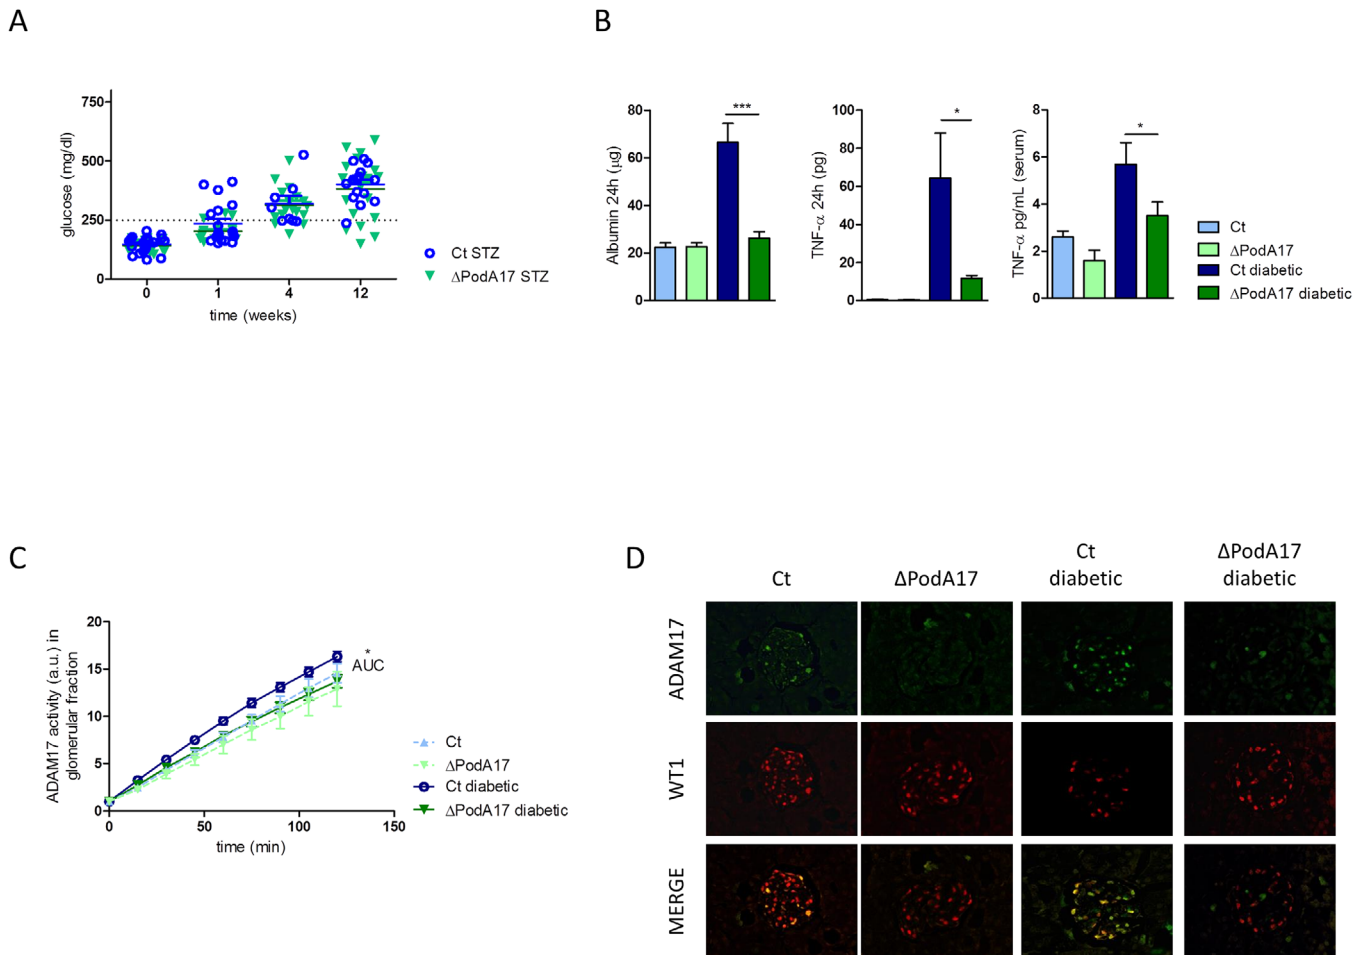 A
750
500
250
0
glucose (mg/dl)
0 1 4 12
time (weeks)
Ct STZ
ΔPodA17 STZ
B
80
60
40
20
0
Albumin 24h (μg)
***
100
80
60
40
20
0
TNF-α 24h (pg)
*
8
6
4
2
0
TNF-α pg/mL (serum)
*
Ct
ΔPodA17
Ct diabetic
ΔPodA17 diabetic
C
20
15
10
5
0
ADAM17 activity (a.u.) in
glomerular fraction
0 50 100 150
time (min)
*
AUC
Ct
ΔPodA17
Ct diabetic
ΔPodA17 diabetic
D
Ct
ΔPodA17
Ct
diabetic
ΔPodA17
diabetic
ADAM17
WT1
MERGE